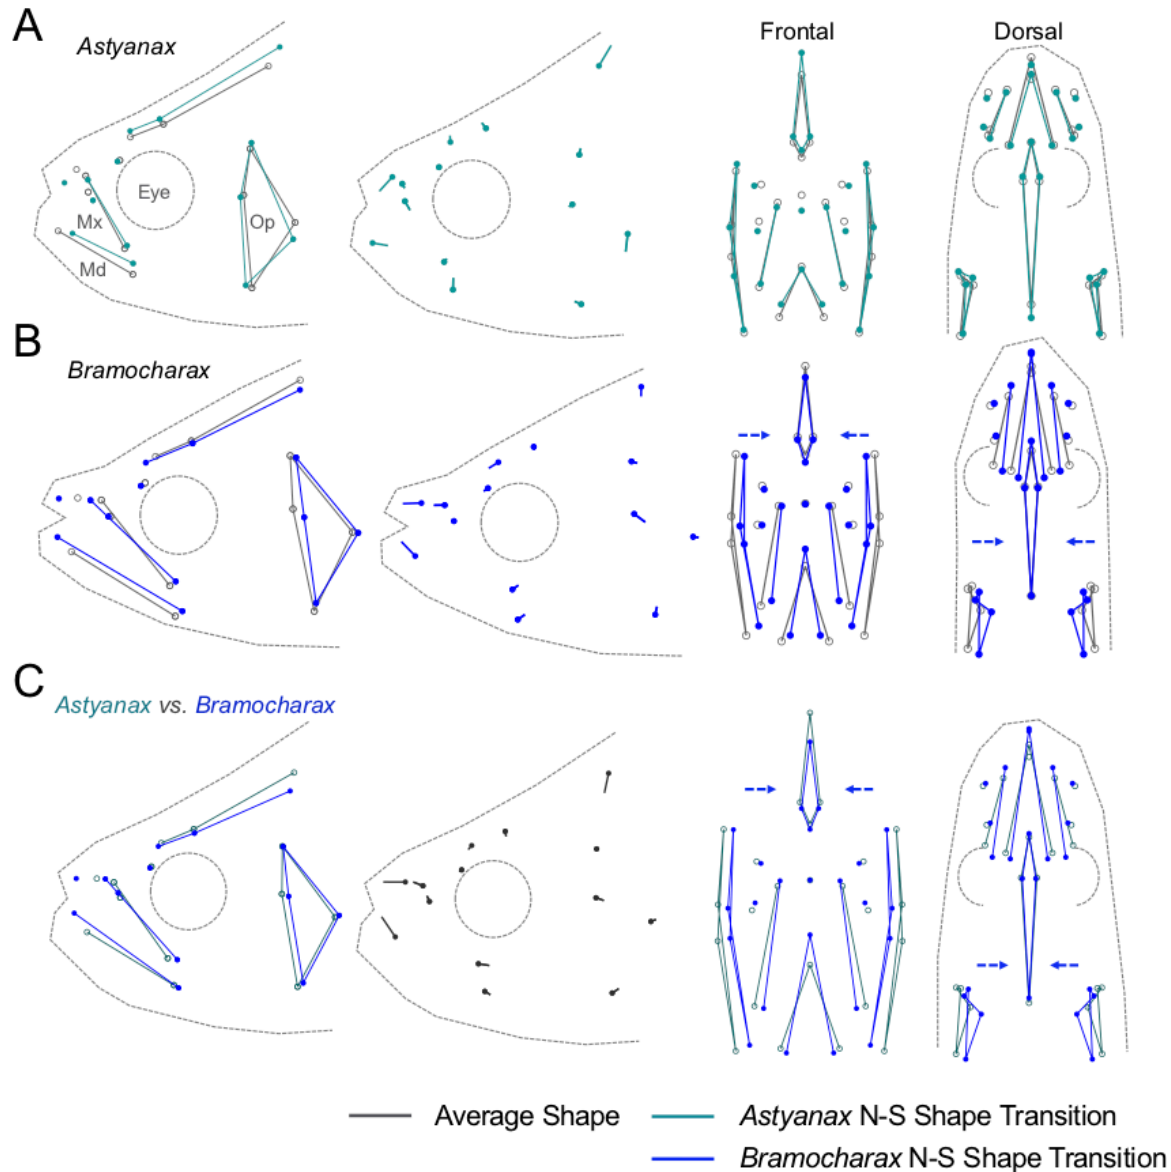 A
Astyanax
Frontal
Dorsal
Eye
Mx
Op
Md
B
Bramocharax
C
Astyanax vs. Bramocharax
Average Shape
Astyanax N-S Shape Transition
Bramocharax N-S Shape Transition